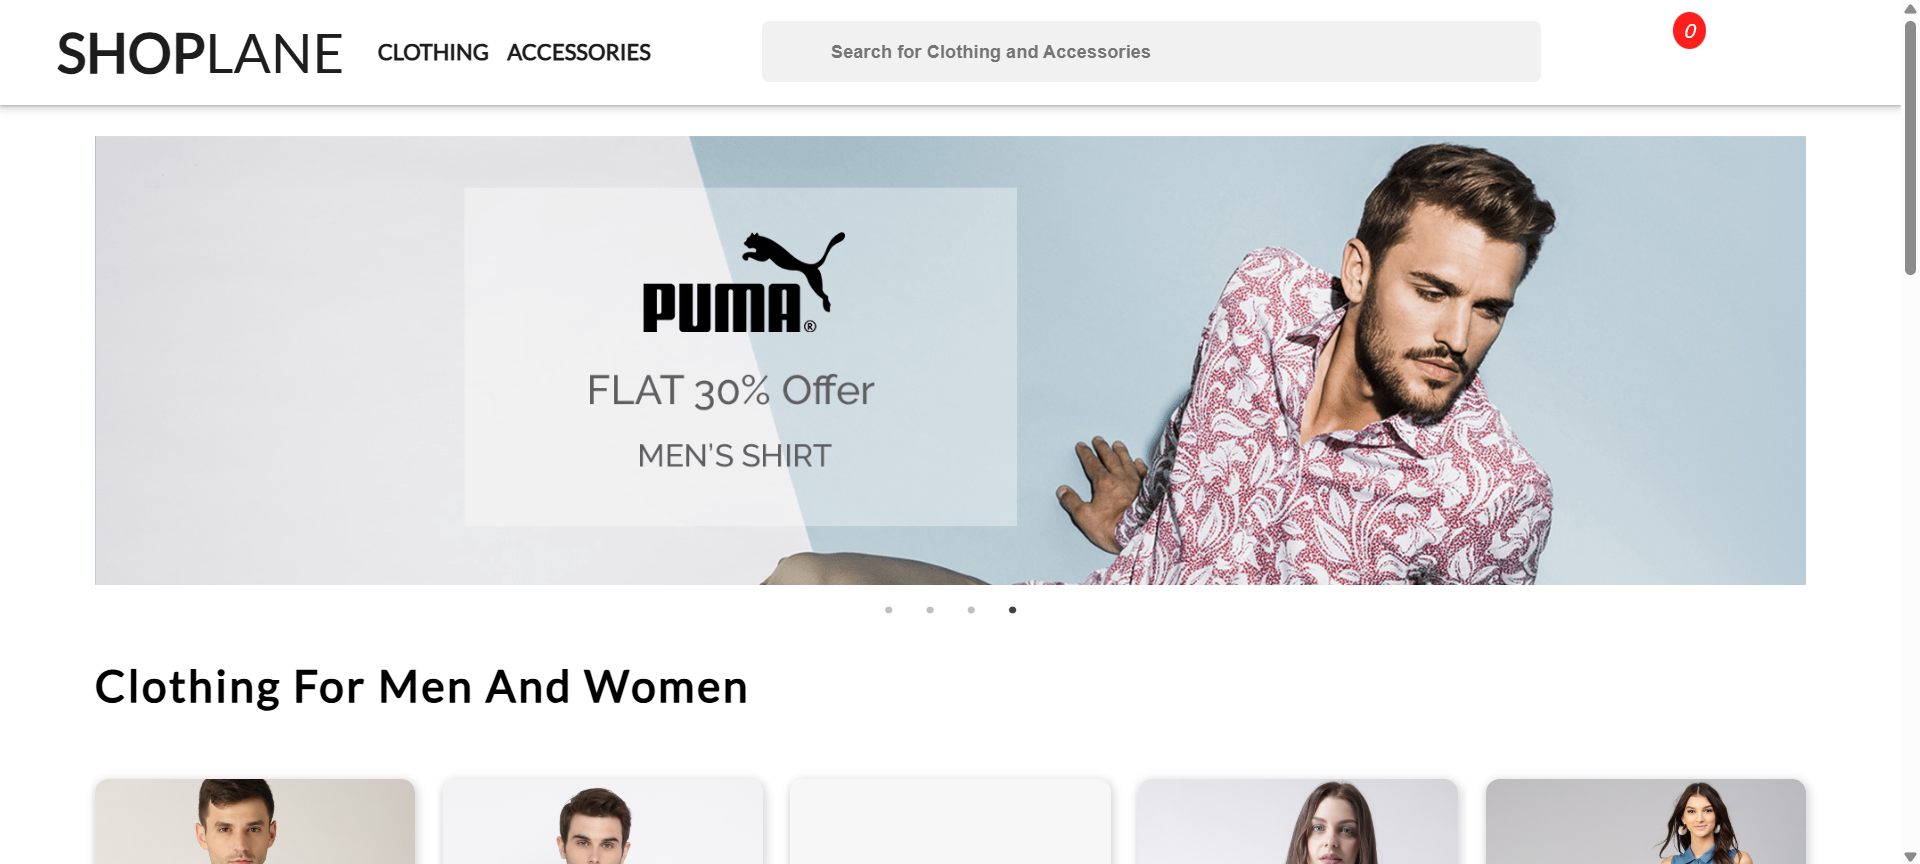 SHOPLANE
CLOTHING ACCESSORIES
Search for Clothing and Accessories
0
PUMA®
FLAT 30% Offer
MEN'S SHIRT
Clothing For Men And Women